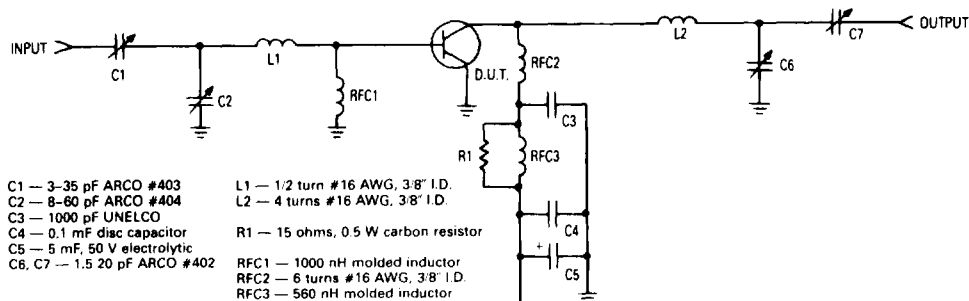 INPUT
C1
C2
L1
RFC1
D.U.T.
RFC2
C3
R1
RFC3
C4
+
C5
L2
C6
C7
OUTPUT
C1 — 3-35 pF ARCO #403
C2 — 8-60 pF ARCO #404
C3 — 1000 pF UNELCO
C4 — 0.1 mF disc capacitor
C5 — 5 mF, 50 V electrolytic
C6, C7 — 1.5 20 pF ARCO #402
L1 — 1/2 turn #16 AWG, 3/8" I.D.
L2 — 4 turns #16 AWG, 3/8" I.D.
R1 — 15 ohms, 0.5 W carbon resistor
RFC1 — 1000 nH molded inductor
RFC2 — 6 turns #16 AWG, 3/8" I.D.
RFC3 — 560 nH molded inductor